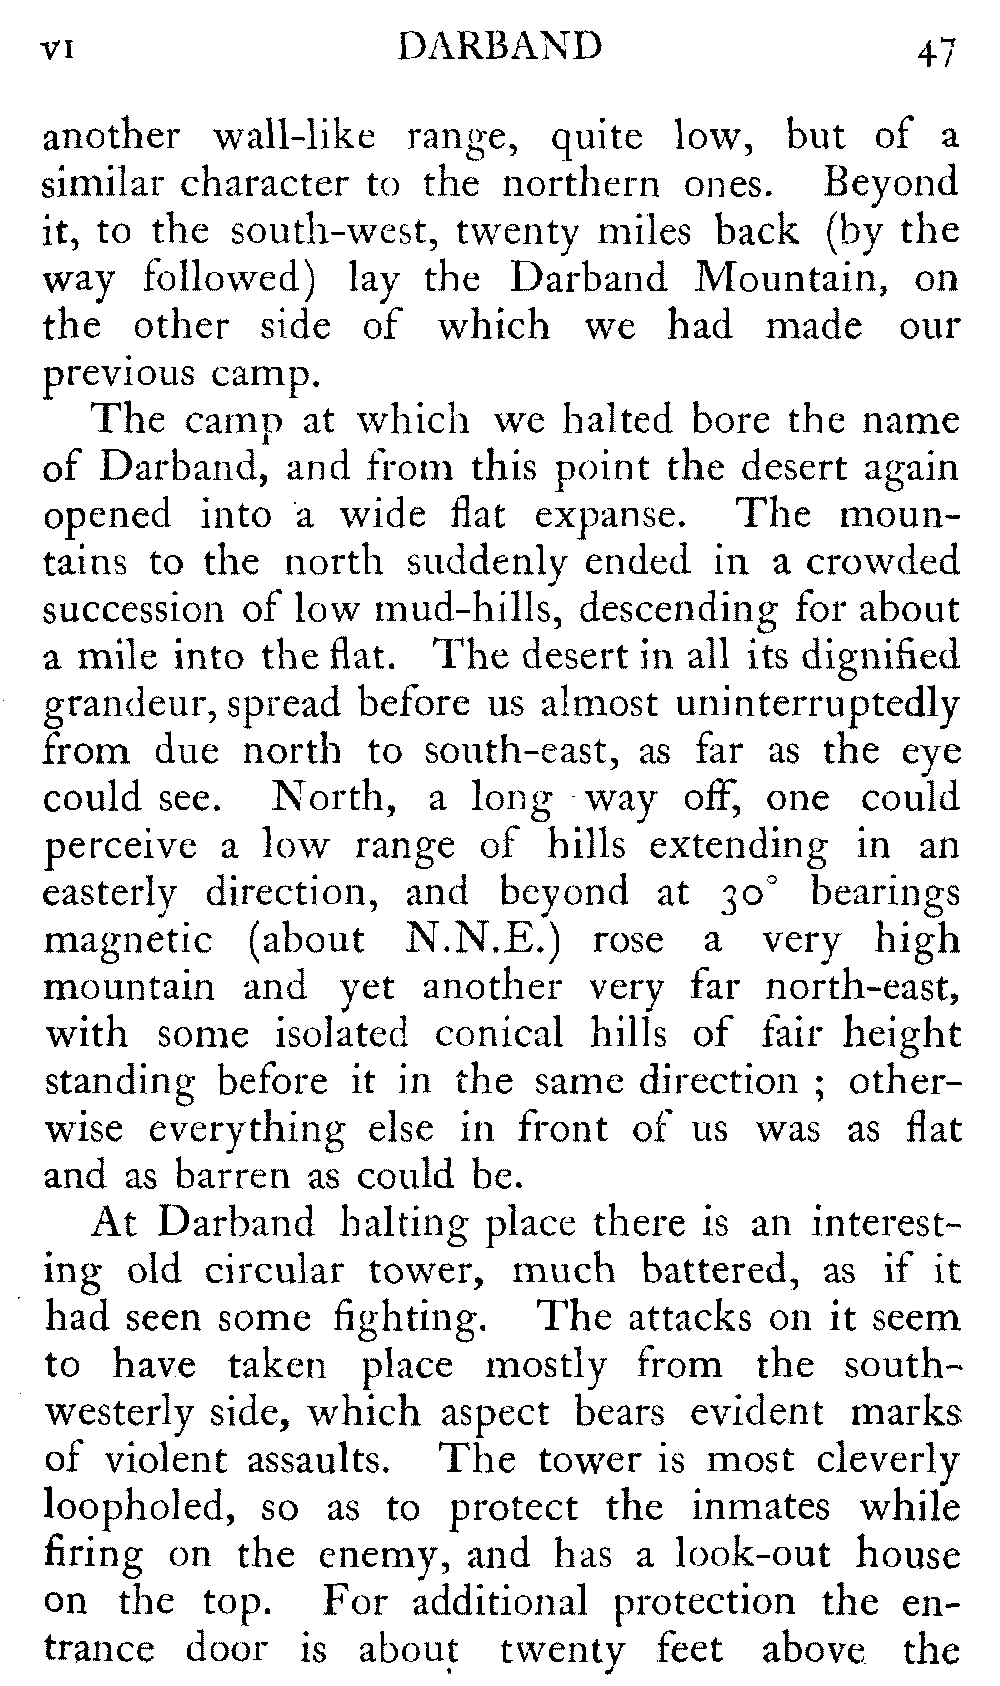 VI DARBAND 47
another wall-like range, quite low, but of a
similar character to the northern ones. Beyond
it, to the south-west, twenty miles back (by the
way followed) lay the Darband Mountain, on
the other side of which we had made our
previous camp.
The camp at which we halted bore the name
of Darband, and from this point the desert again
opened into a wide flat expanse. The moun-
tains to the north suddenly ended in a crowded
succession of low mud-hills, descending for about
a mile into the flat. The desert in all its dignified
grandeur, spread before us almost uninterruptedly
from due north to south-east, as far as the eye
could see. North, a long way off, one could
perceive a low range of hills extending in an
easterly direction, and beyond at 30° bearings
magnetic (about N.N.E.) rose a very high
mountain and yet another very far north-east,
with some isolated conical hills of fair height
standing before it in the same direction ; other-
wise everything else in front of us was as flat
and as barren as could be.
At Darband halting place there is an interest-
ing old circular tower, much battered, as if it
had seen some fighting. The attacks on it seem
to have taken place mostly from the south-
westerly side, which aspect bears evident marks
of violent assaults. The tower is most cleverly
loopholed, so as to protect the inmates while
firing on the enemy, and has a look-out house
on the top. For additional protection the en-
trance door is about twenty feet above the